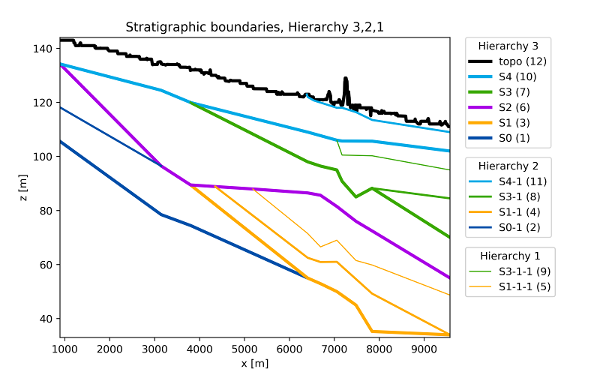 Stratigraphic boundaries, Hierarchy 3,2,1
140
120
100
80
60
40
z [m]
1000 2000 3000 4000 5000 6000 7000 8000 9000
x [m]
Hierarchy 3
topo (12)
S4 (10)
S3 (7)
S2 (6)
S1 (3)
S0 (1)
Hierarchy 2
S4-1 (11)
S3-1 (8)
S1-1 (4)
S0-1 (2)
Hierarchy 1
S3-1-1 (9)
S1-1-1 (5)